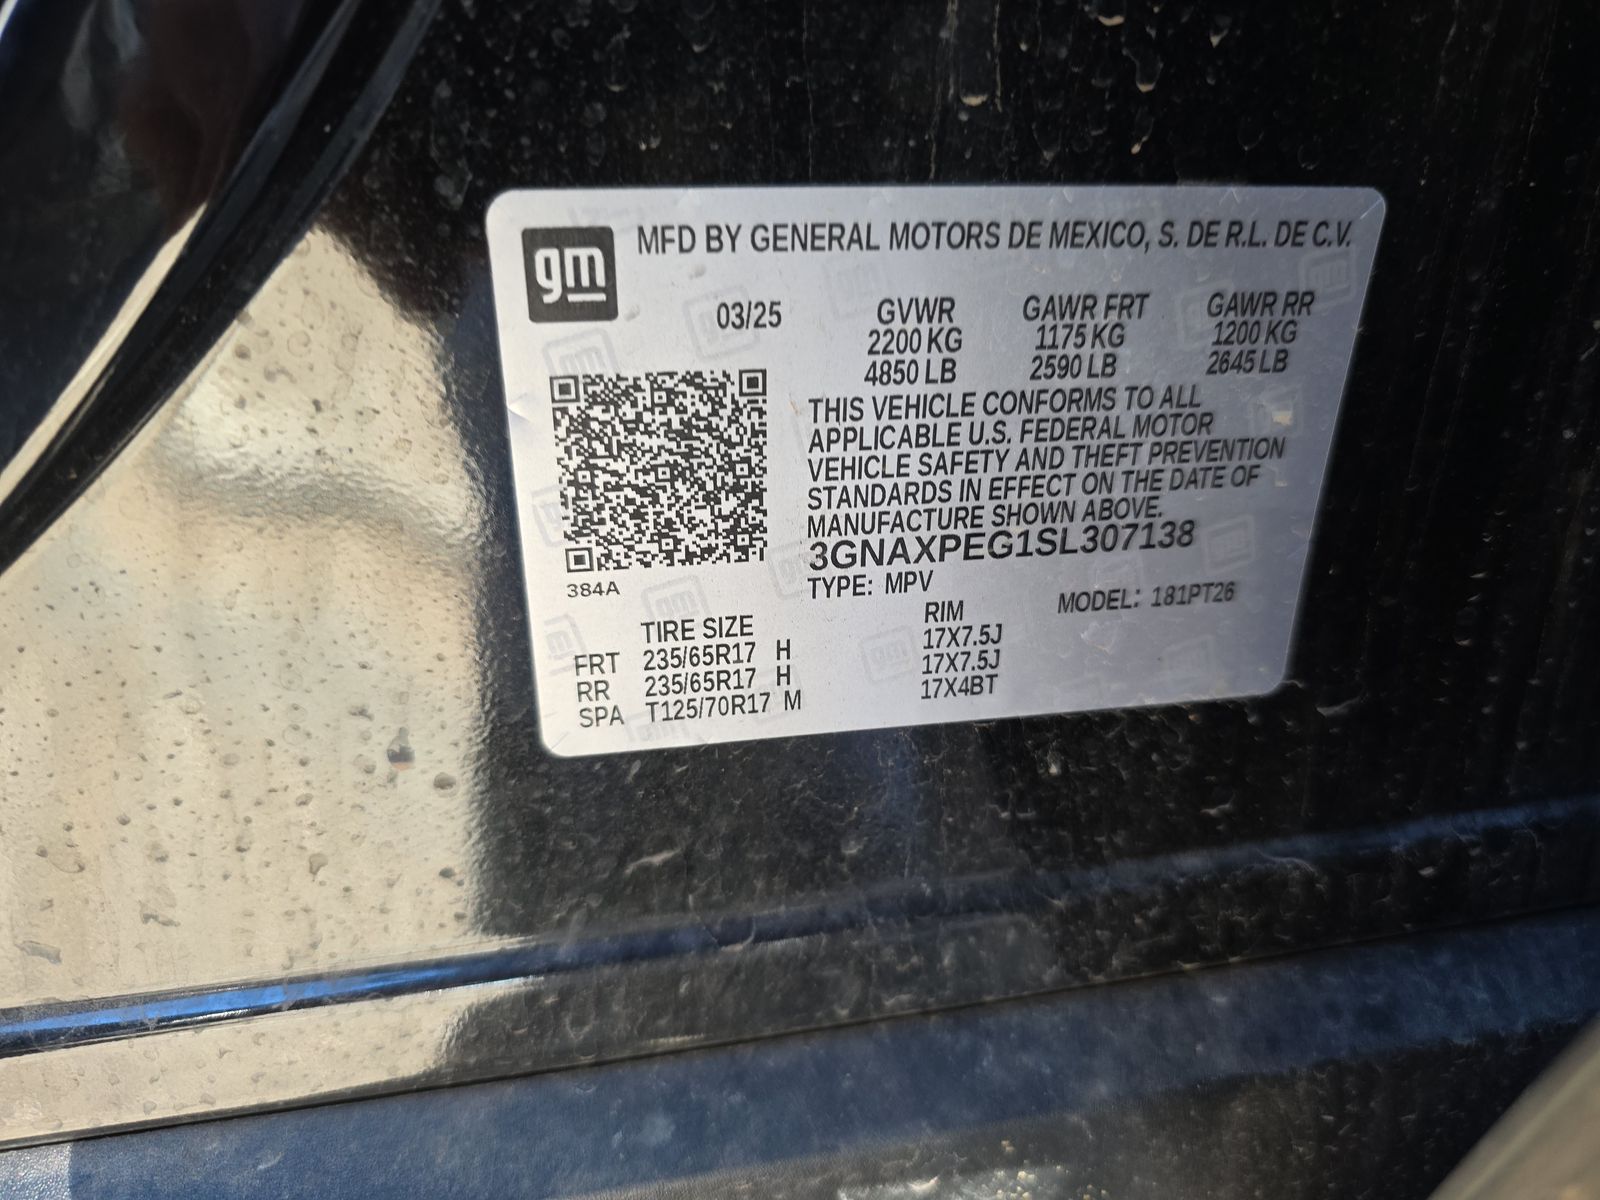 gm
MFD BY GENERAL MOTORS DE MEXICO, S. DE R.L. DE C.V.
03/25 GVWR GAWR FRT GAWR RR
2200 KG 1175 KG 1200 KG
4850 LB 2590 LB 2645 LB
THIS VEHICLE CONFORMS TO ALL
APPLICABLE U.S. FEDERAL MOTOR
VEHICLE SAFETY AND THEFT PREVENTION
STANDARDS IN EFFECT ON THE DATE OF
MANUFACTURE SHOWN ABOVE.
3GNAXPEG1SL307138
384A
TYPE: MPV MODEL: 181PT26
TIRE SIZE RIM
FRT 235/65R17 H 17X7.5J
RR 235/65R17 H 17X7.5J
SPA T125/70R17 M 17X4BT